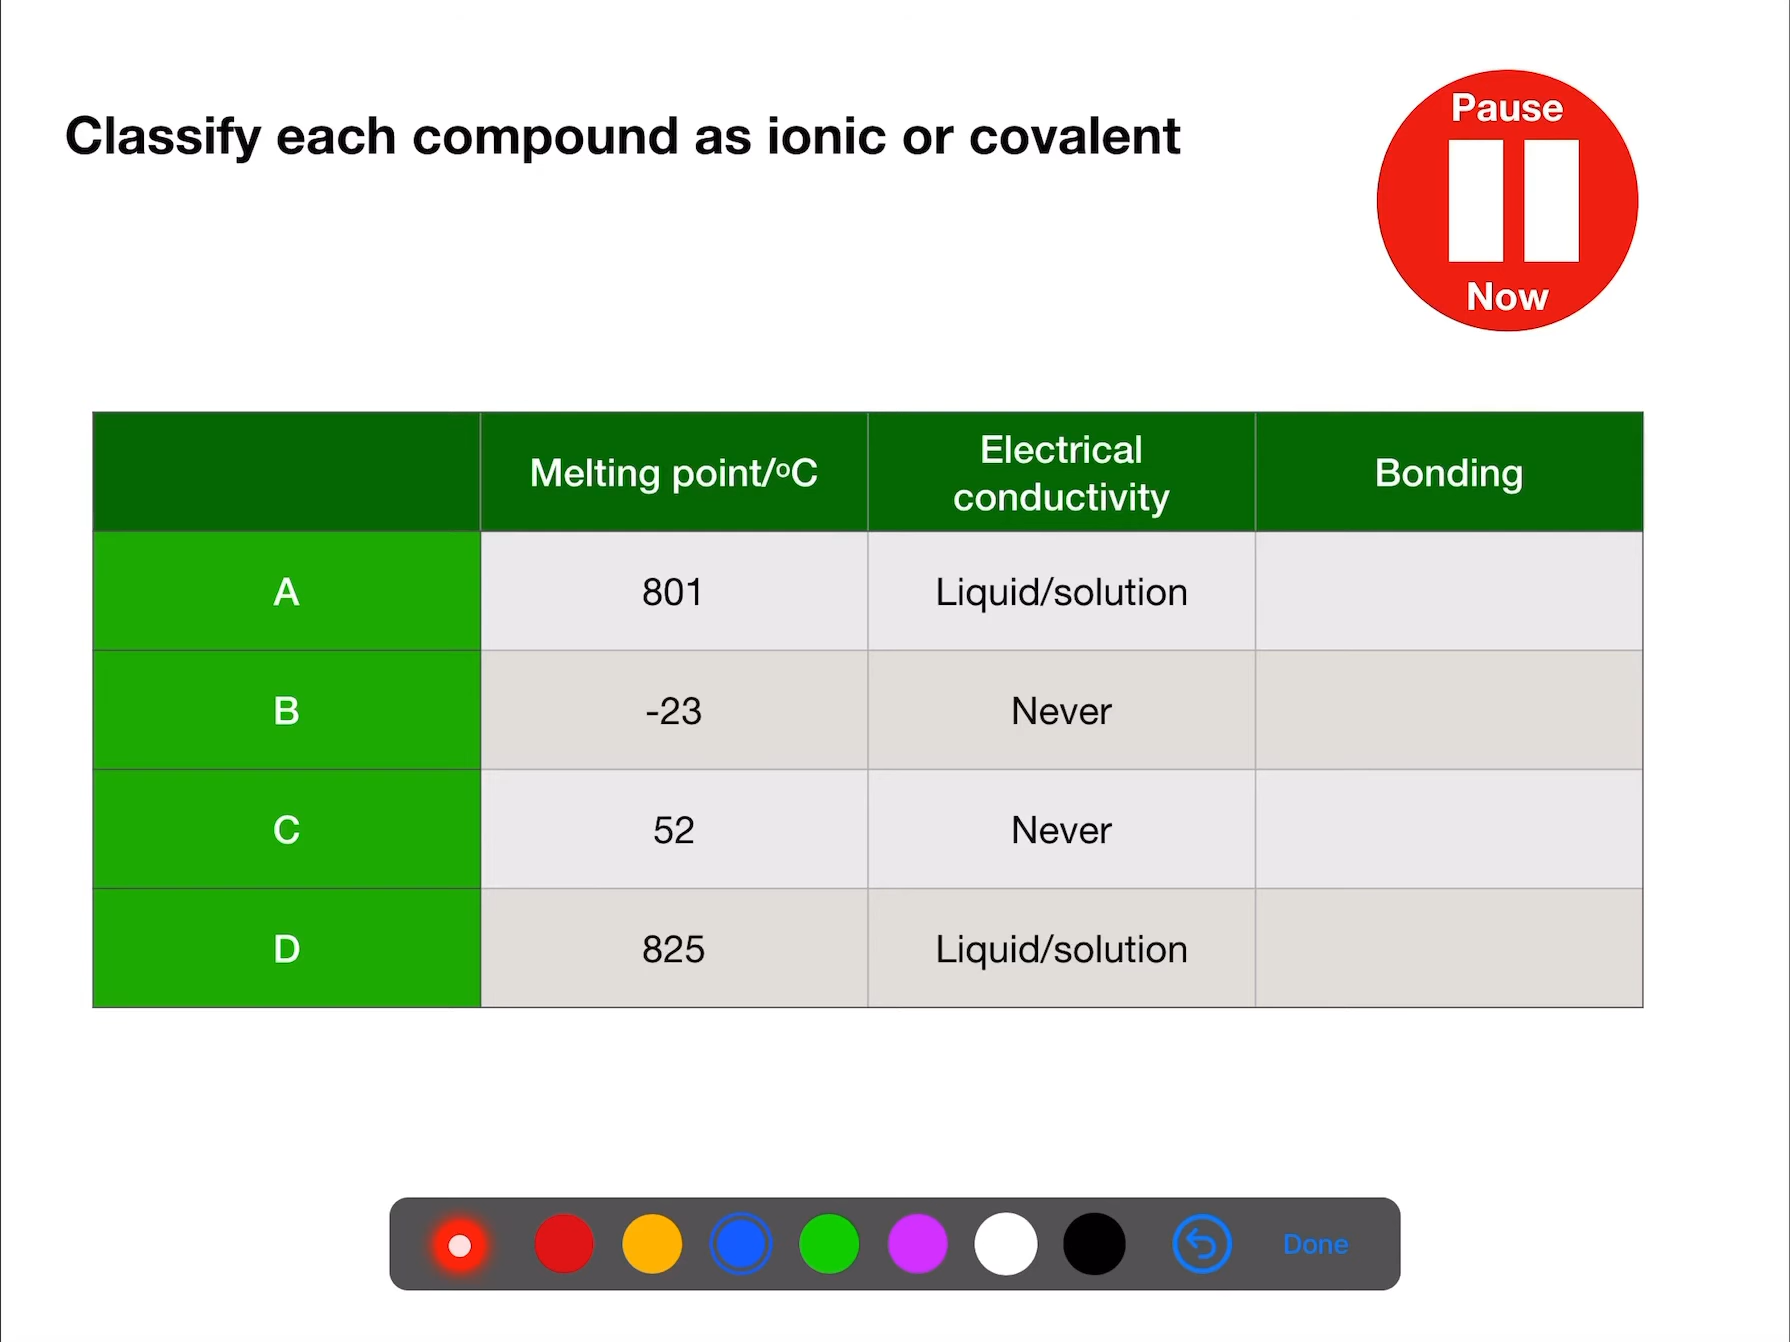 Classify each compound as ionic or covalent
Pause
Now
Melting point/ºC
Electrical
conductivity
Bonding
A
801
Liquid/solution
B
-23
Never
C
52
Never
D
825
Liquid/solution
Done